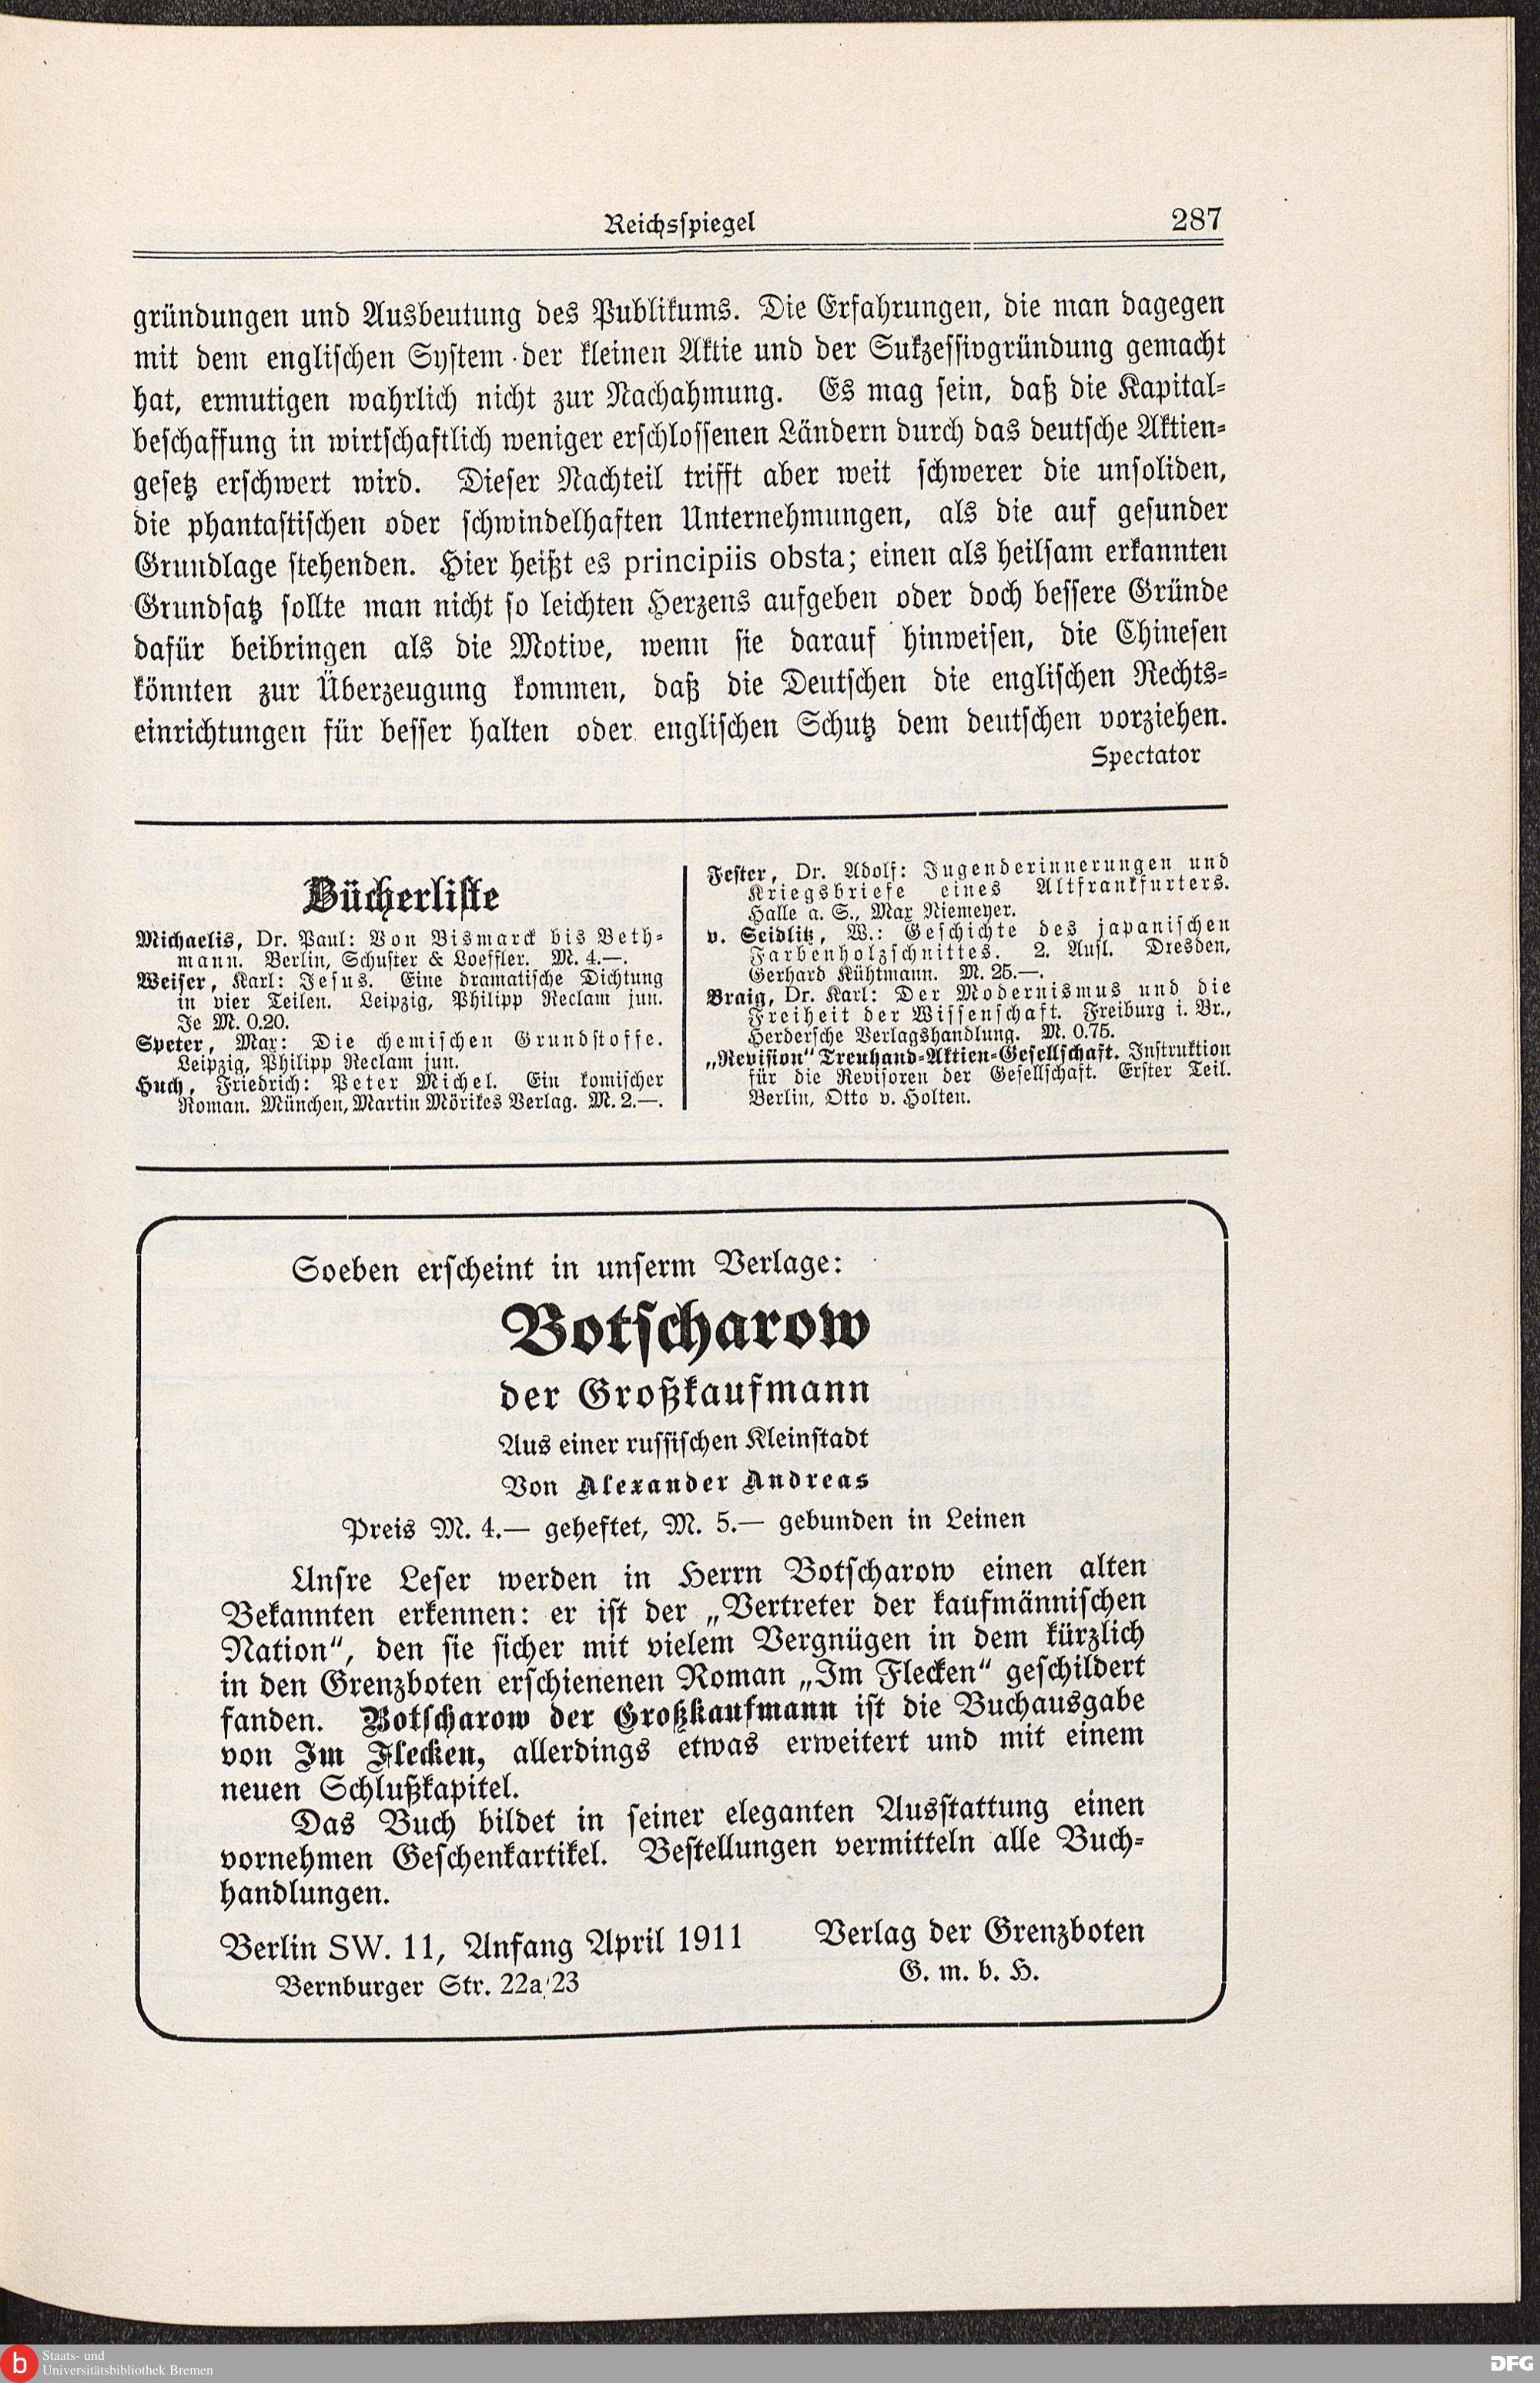 Reichsspiegel 287
gründungen und Ausbeutung des Publikums. Die Erfahrungen, die man dagegen
mit dem englischen System der kleinen Aktie und der Sukzessivgründung gemacht
hat, ermutigen wahrlich nicht zur Nachahmung. Es mag sein, daß die Kapital-
beschaffung in wirtschaftlich weniger erschlossenen Ländern durch das deutsche Aktien-
gesetz erschwert wird. Dieser Nachteil trifft aber weit schwerer die unsoliden,
die phantastischen oder schwindelhaften Unternehmungen, als die auf gesunder
Grundlage stehenden. Hier heißt es principiis obsta; einen als heilsam erkannten
Grundsatz sollte man nicht so leichten Herzens aufgeben oder doch bessere Gründe
dafür beibringen als die Motive, wenn sie darauf hinweisen, die Chinesen
könnten zur Überzeugung kommen, daß die Deutschen die englischen Rechts-
einrichtungen für besser halten oder englischen Schutz dem deutschen vorziehen.
Spectator
Bücherliste
Michaelis, Dr. Paul: Von Bismarck bis Beth-
mann. Berlin, Schuster & Loeffler. M. 4.—.
Weiser, Karl: Jesus. Eine dramatische Dichtung
in vier Teilen. Leipzig, Philipp Reclam jun.
Je M. 0.20.
Speter, Max: Die chemischen Grundstoffe.
Leipzig, Philipp Reclam jun.
Huch, Friedrich: Peter Michel. Ein komischer
Roman. München, Martin Mörikes Verlag. M. 2.—.
Fester, Dr. Adolf: Jugenderinnerungen und
Kriegsbriefe eines Altfrankfurters.
Halle a. S., Max Niemeyer.
v. Seidlitz, W.: Geschichte des japanischen
Farbenholzschnittes. 2. Aufl. Dresden,
Gerhard Kühtmann. M. 25.—.
Braig, Dr. Karl: Der Modernismus und die
Freiheit der Wissenschaft. Freiburg i. Br.,
Herdersche Verlagshandlung. M. 0.75.
„Revision“ Treuhand-Aktien-Gesellschaft. Instruktion
für die Revisoren der Gesellschaft. Erster Teil.
Berlin, Otto v. Holten.
Soeben erscheint in unserm Verlage:
Botscharow
der Großkaufmann
Aus einer russischen Kleinstadt
Von Alexander Andreas
Preis M. 4.— geheftet, M. 5.— gebunden in Leinen
Unsre Leser werden in Herrn Botscharow einen alten
Bekannten erkennen: er ist der „Vertreter der kaufmännischen
Nation“, den sie sicher mit vielem Vergnügen in dem kürzlich
in den Grenzboten erschienenen Roman „Im Flecken“ geschildert
fanden. Botscharow der Großkaufmann ist die Buchausgabe
von Im Flecken, allerdings etwas erweitert und mit einem
neuen Schlußkapitel.
Das Buch bildet in seiner eleganten Ausstattung einen
vornehmen Geschenkartikel. Bestellungen vermitteln alle Buch-
handlungen.
Berlin SW. 11, Anfang April 1911
Bernburger Str. 22a/23
Verlag der Grenzboten
G. m. b. H.
b Staats- und
Universitätsbibliothek Bremen
DFG